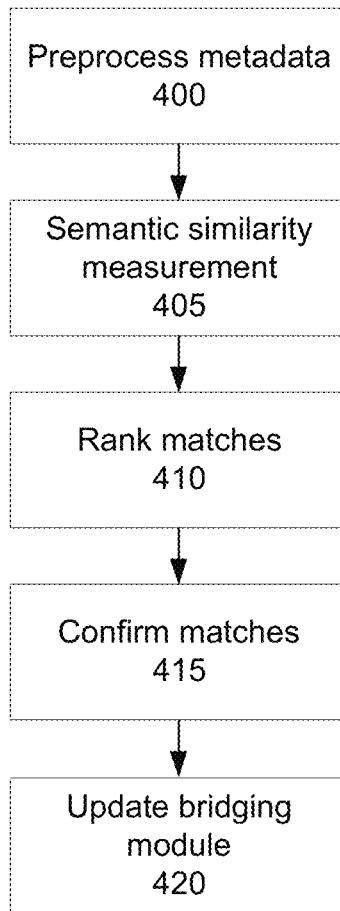 Preprocess metadata
400
Semantic similarity
measurement
405
Rank matches
410
Confirm matches
415
Update bridging
module
420